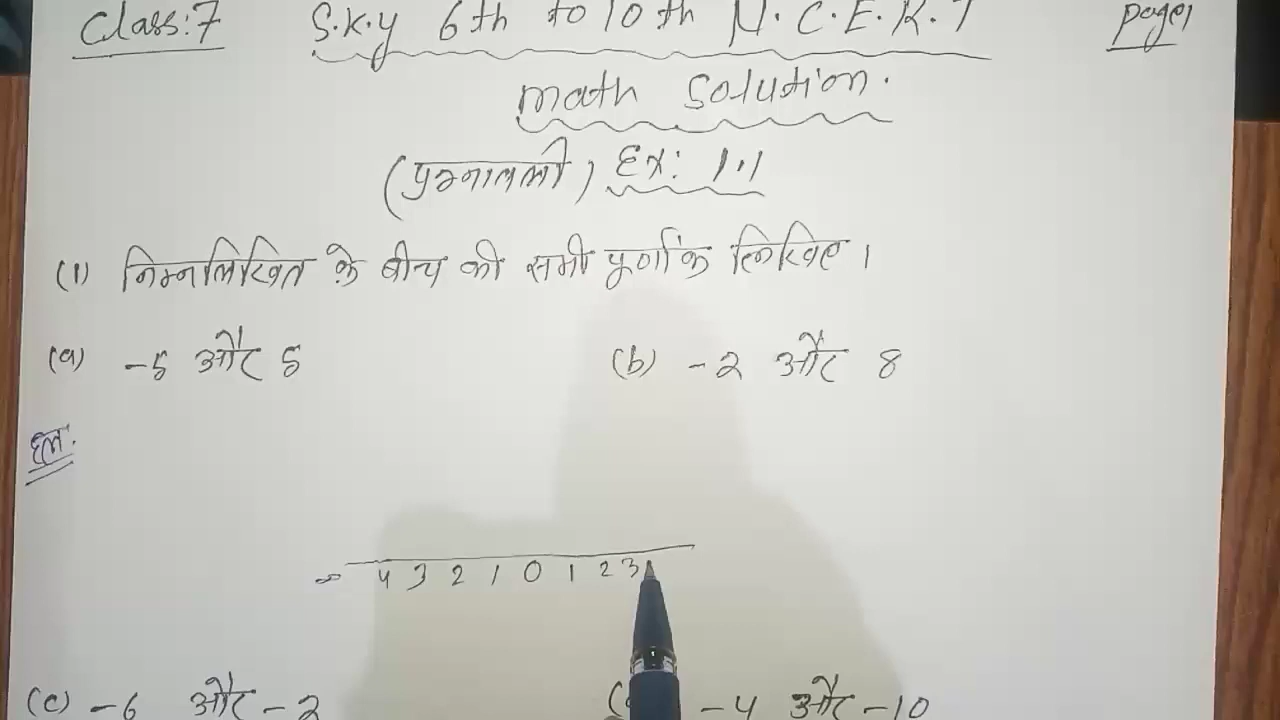 Class:7 S.K.y 6th to 10th N.C.E.R.T page1
math Solution.
(प्रश्नावली) Ex: 1.1
(1) निम्नलिखित के बीच की सभी पूर्णांक लिखिए।
(a) -5 और 5 (b) -2 और 8
हल:
4 3 2 1 0 1 2 3
(c) -6 और -2 -4 और -10